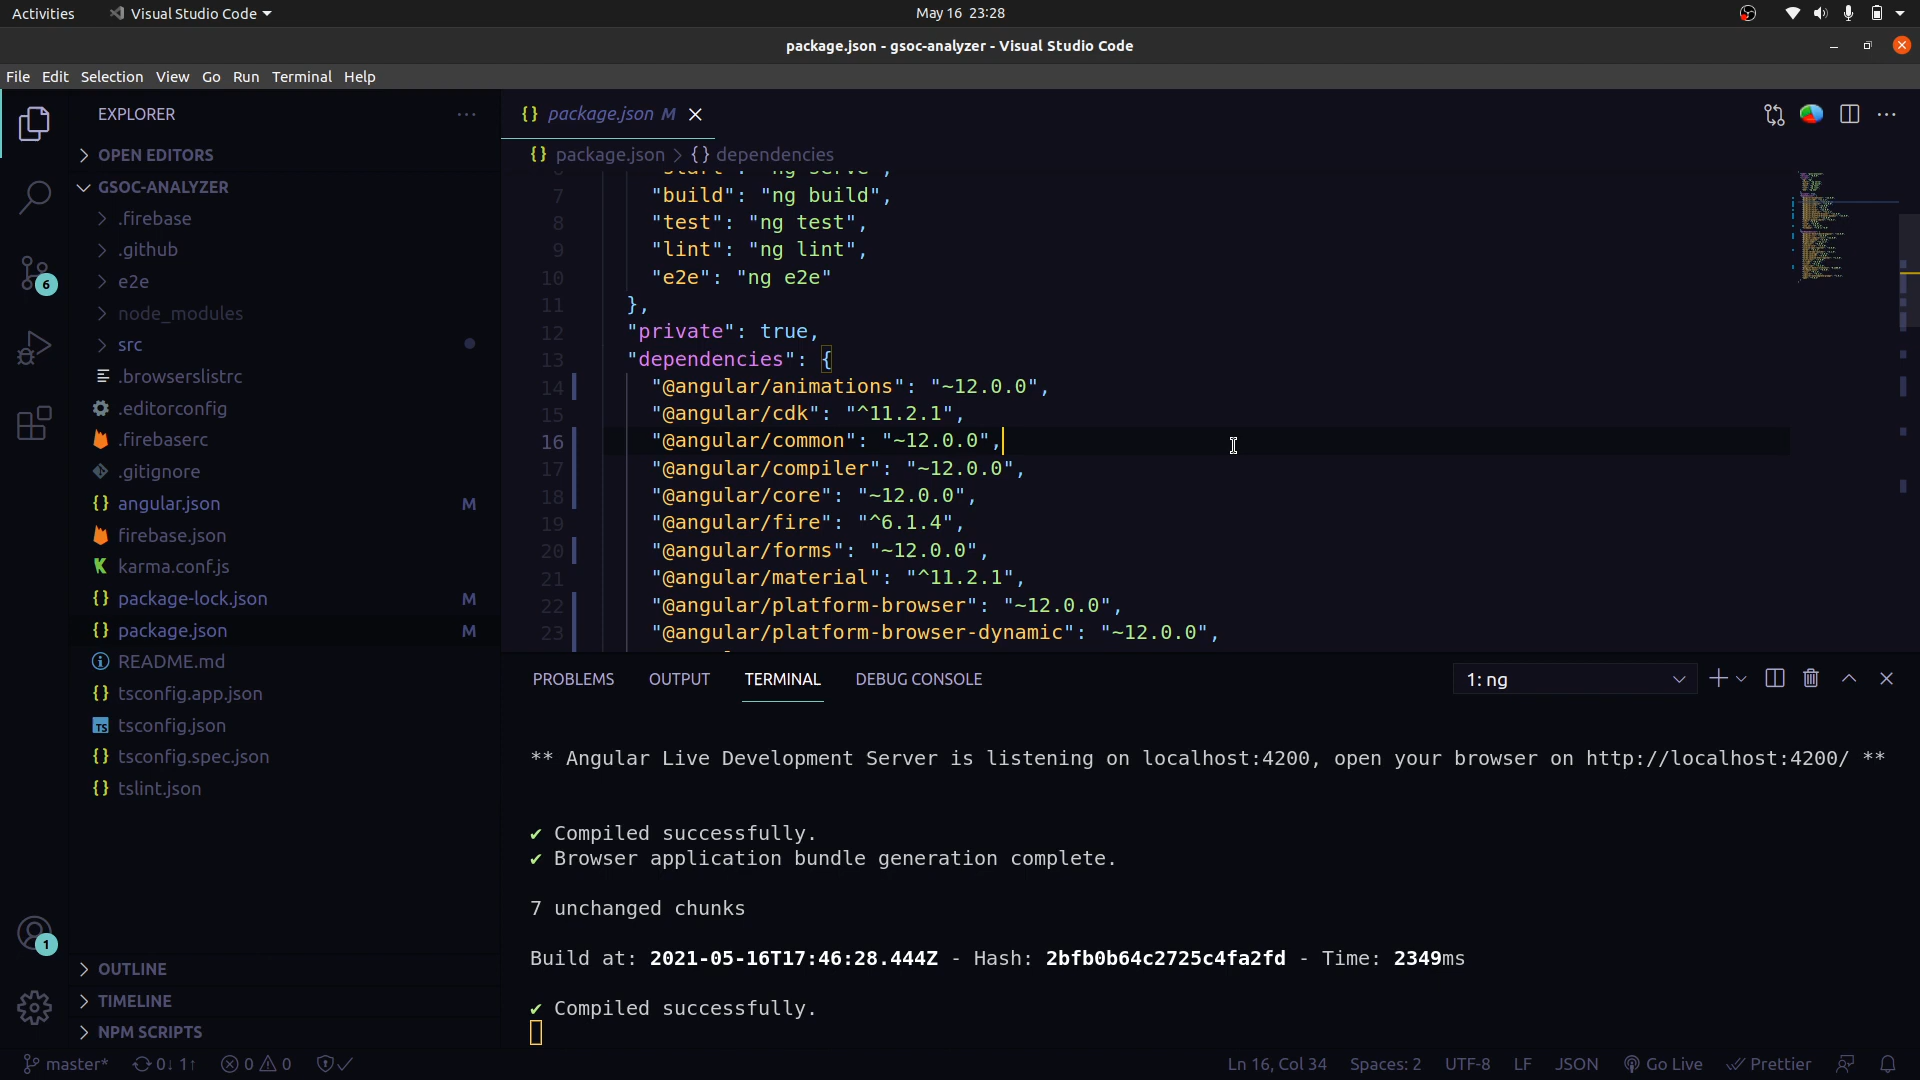 Activities
Visual Studio Code
May 16 23:28
package.json - gsoc-analyzer - Visual Studio Code
File Edit Selection View Go Run Terminal Help
EXPLORER
OPEN EDITORS
GSOC-ANALYZER
.firebase
.github
e2e
node_modules
src
.browserslistrc
.editorconfig
.firebaserc
.gitignore
angular.json M
firebase.json
karma.conf.js
package-lock.json M
package.json M
README.md
tsconfig.app.json
tsconfig.json
tsconfig.spec.json
tslint.json
OUTLINE
TIMELINE
NPM SCRIPTS
6
1
{} package.json M
{} package.json > {} dependencies
6 "start": "ng serve",
7 "build": "ng build",
8 "test": "ng test",
9 "lint": "ng lint",
10 "e2e": "ng e2e"
11 },
12 "private": true,
13 "dependencies": {
14 "@angular/animations": "~12.0.0",
15 "@angular/cdk": "^11.2.1",
16 "@angular/common": "~12.0.0",
17 "@angular/compiler": "~12.0.0",
18 "@angular/core": "~12.0.0",
19 "@angular/fire": "^6.1.4",
20 "@angular/forms": "~12.0.0",
21 "@angular/material": "^11.2.1",
22 "@angular/platform-browser": "~12.0.0",
23 "@angular/platform-browser-dynamic": "~12.0.0",
PROBLEMS OUTPUT TERMINAL DEBUG CONSOLE
1: ng
** Angular Live Development Server is listening on localhost:4200, open your browser on http://localhost:4200/ **
✔ Compiled successfully.
✔ Browser application bundle generation complete.
7 unchanged chunks
Build at: 2021-05-16T17:46:28.444Z - Hash: 2bfb0b64c2725c4fa2fd - Time: 2349ms
✔ Compiled successfully.
master* 0↓ 1↑ 0 0
Ln 16, Col 34 Spaces: 2 UTF-8 LF JSON Go Live Prettier